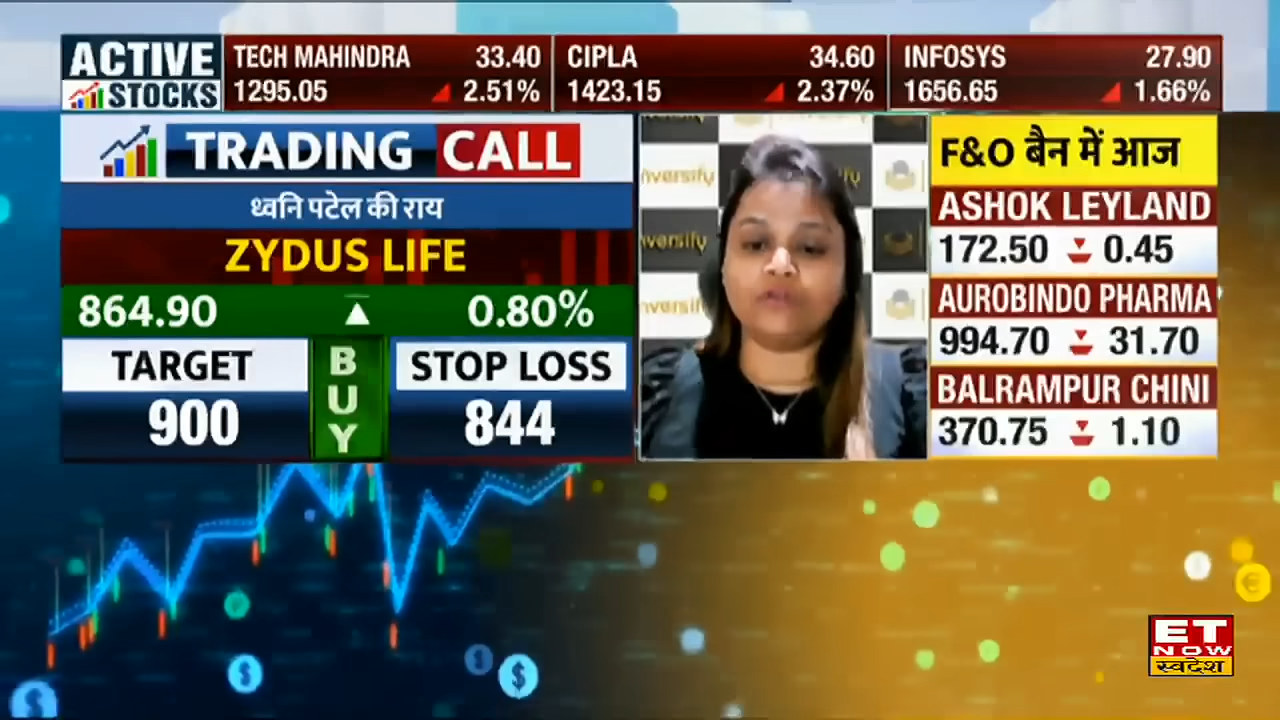 ACTIVE STOCKS
TECH MAHINDRA 33.40
1295.05 2.51%
CIPLA 34.60
1423.15 2.37%
INFOSYS 27.90
1656.65 1.66%
TRADING CALL
ध्वनि पटेल की राय
ZYDUS LIFE
864.90 0.80%
TARGET
900
BUY
STOP LOSS
844
nversify
nversify
nversify
F&O बैन में आज
ASHOK LEYLAND
172.50 0.45
AUROBINDO PHARMA
994.70 31.70
BALRAMPUR CHINI
370.75 1.10
ET
NOW
स्वदेश